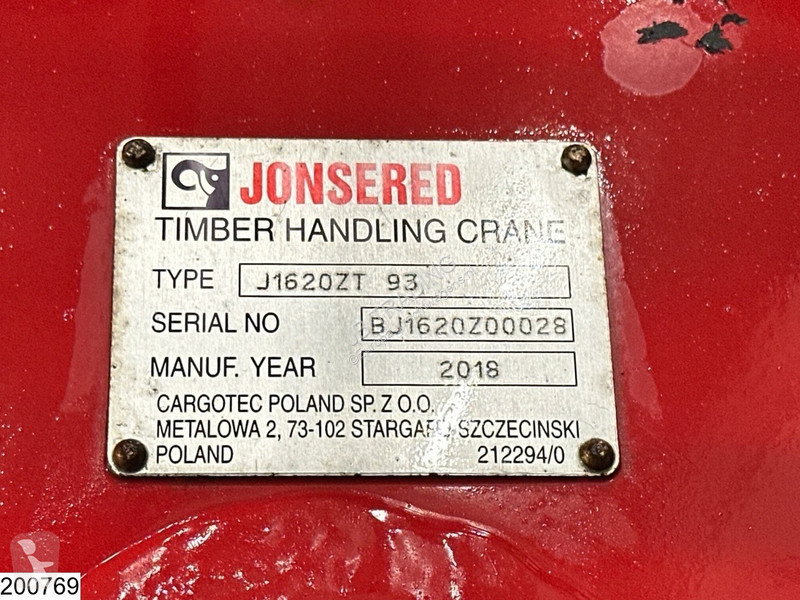 JONSERED
TIMBER HANDLING CRANE
TYPE J1620ZT 93
SERIAL NO BJ1620Z00028
MANUF. YEAR 2018
CARGOTEC POLAND SP. Z O.O.
METALOWA 2, 73-102 STARGARD SZCZECINSKI
POLAND 212294/0
200769